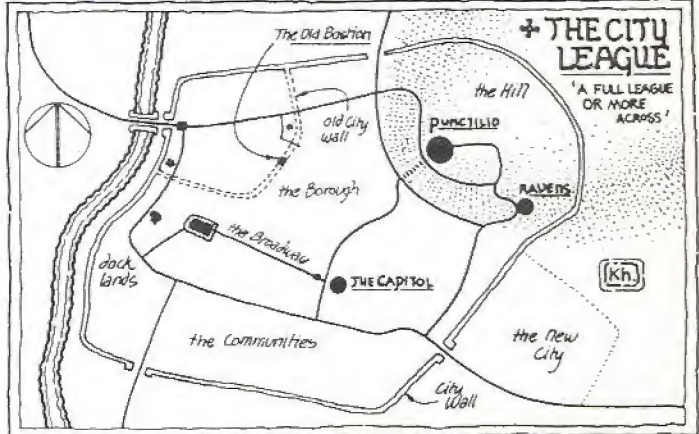 THE CITY
LEAGUE
'A FULL LEAGUE
OR MORE
ACROSS'
The Old Bastion
the Hill
old City
Wall
PUNCTILIO
the Borough
RAVENS
the Broadway
dock
lands
THE CAPITOL
Kh.
the Communities
the New
City
City
Wall